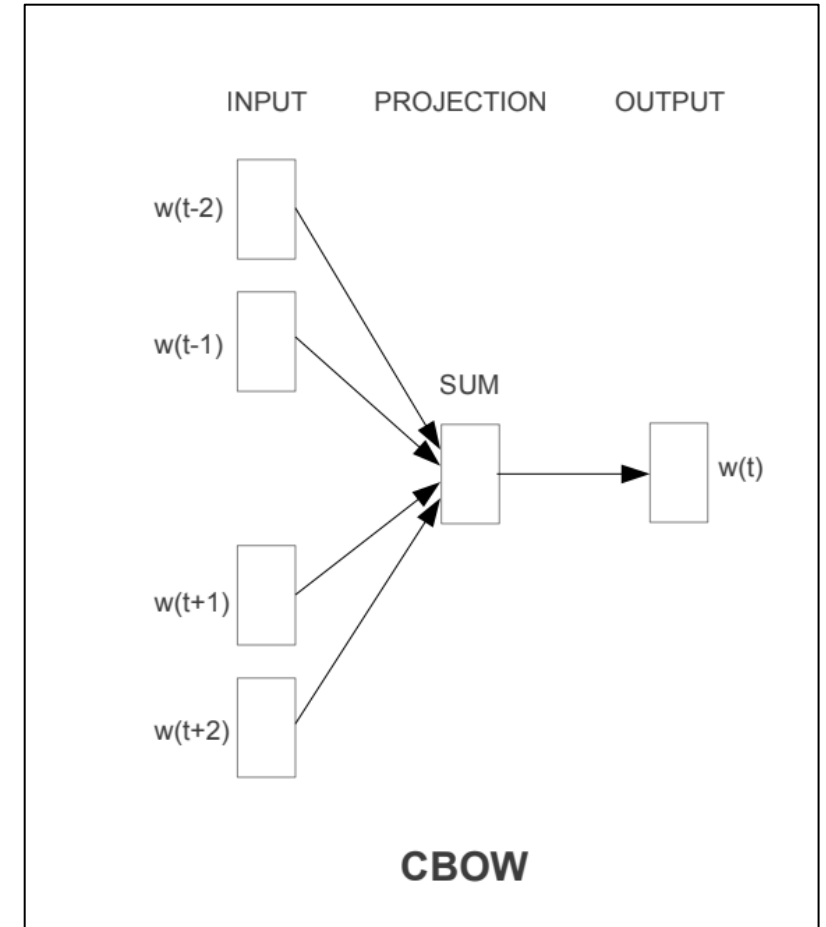 INPUT PROJECTION OUTPUT
w(t-2)
w(t-1)
SUM
w(t)
w(t+1)
w(t+2)
CBOW